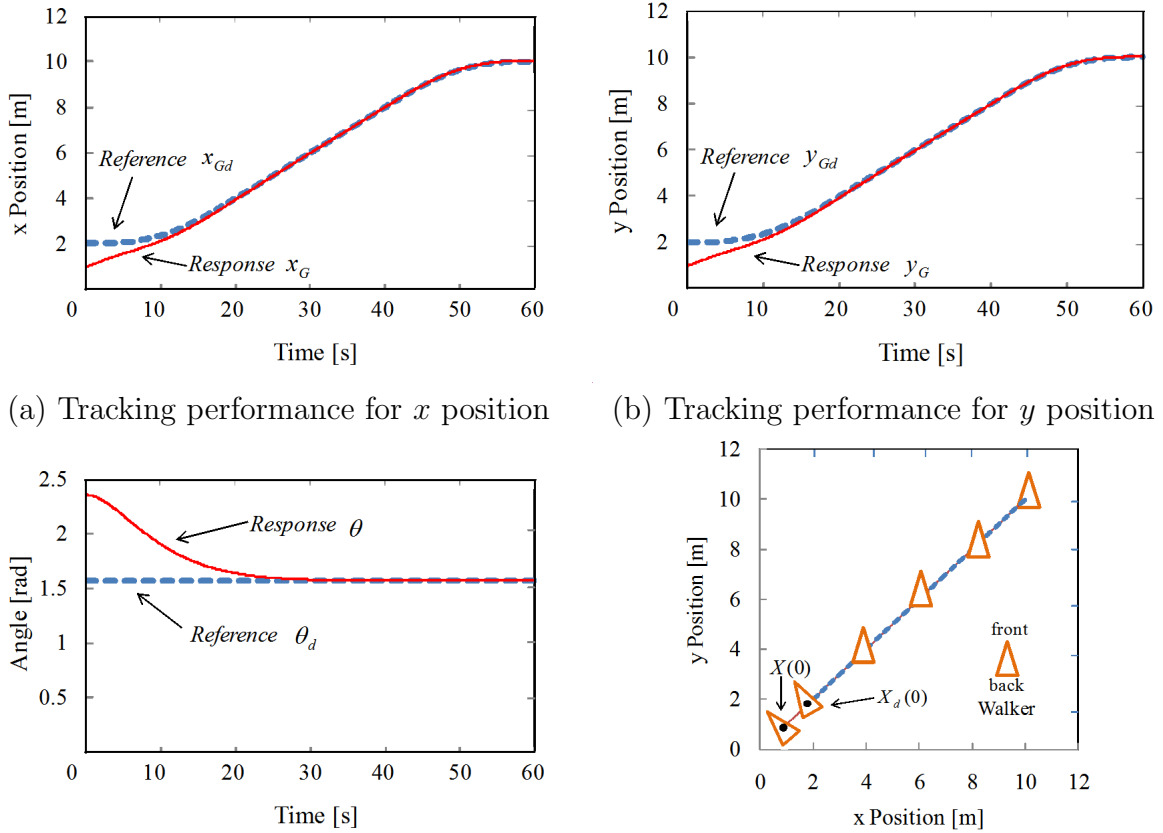 12
10
8
6
4
2
x Position [m]
Reference x_{Gd}
Response x_G
0 10 20 30 40 50 60
Time [s]
12
10
8
6
4
2
y Position [m]
Reference y_{Gd}
Response y_G
0 10 20 30 40 50 60
Time [s]
(a) Tracking performance for x position
(b) Tracking performance for y position
2.5
2
1.5
1
0.5
0
Angle [rad]
Response θ
Reference θ_d
0 10 20 30 40 50 60
Time [s]
12
10
8
6
4
2
0
y Position [m]
X(0)
X_d(0)
front
back
Walker
0 2 4 6 8 10 12
x Position [m]